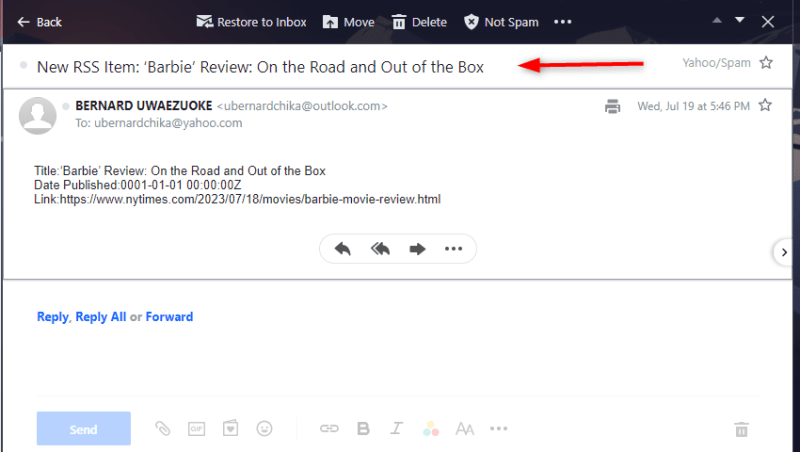 Back Restore to Inbox Move Delete Not Spam
New RSS Item: ‘Barbie’ Review: On the Road and Out of the Box Yahoo/Spam
BERNARD UWAEZUOKE <ubernardchika@outlook.com> Wed, Jul 19 at 5:46 PM
To: ubernardchika@yahoo.com
Title:‘Barbie’ Review: On the Road and Out of the Box
Date Published:0001-01-01 00:00:00Z
Link:https://www.nytimes.com/2023/07/18/movies/barbie-movie-review.html
Reply, Reply All or Forward
Send GIF B I AA